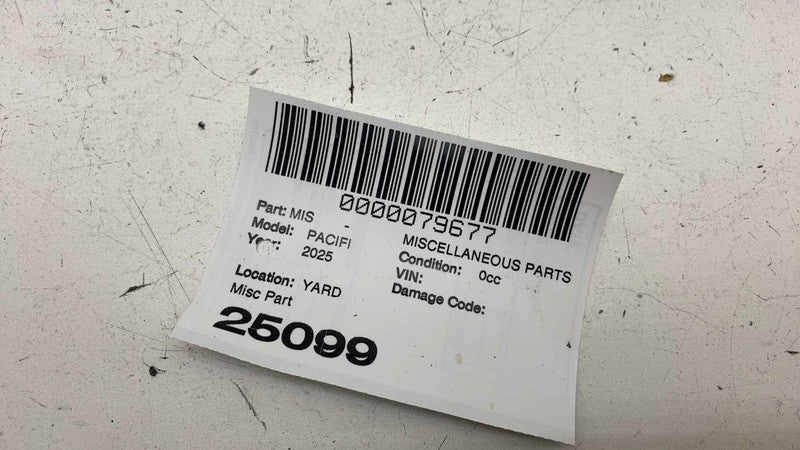 0000079677
Part: MIS - MISCELLANEOUS PARTS
Model: PACIFI Condition: 0cc
Year: 2025 VIN:
Damage Code:
Location: YARD
Misc Part
25099